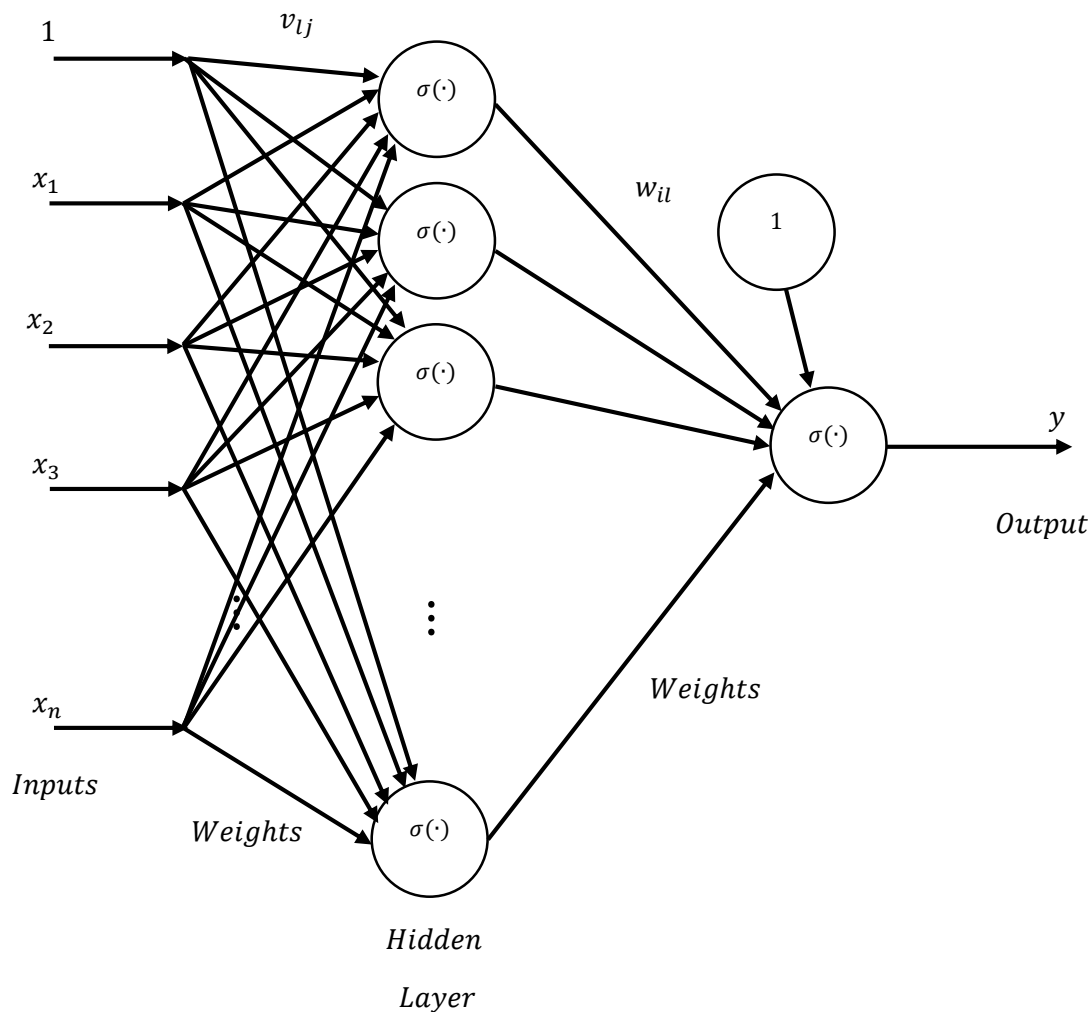 1
v_{lj}
σ(·)
x_1
σ(·)
w_{il}
1
x_2
σ(·)
σ(·)
y
x_3
Output
⋮
⋮
x_n
Weights
Inputs
Weights
σ(·)
Hidden
Layer